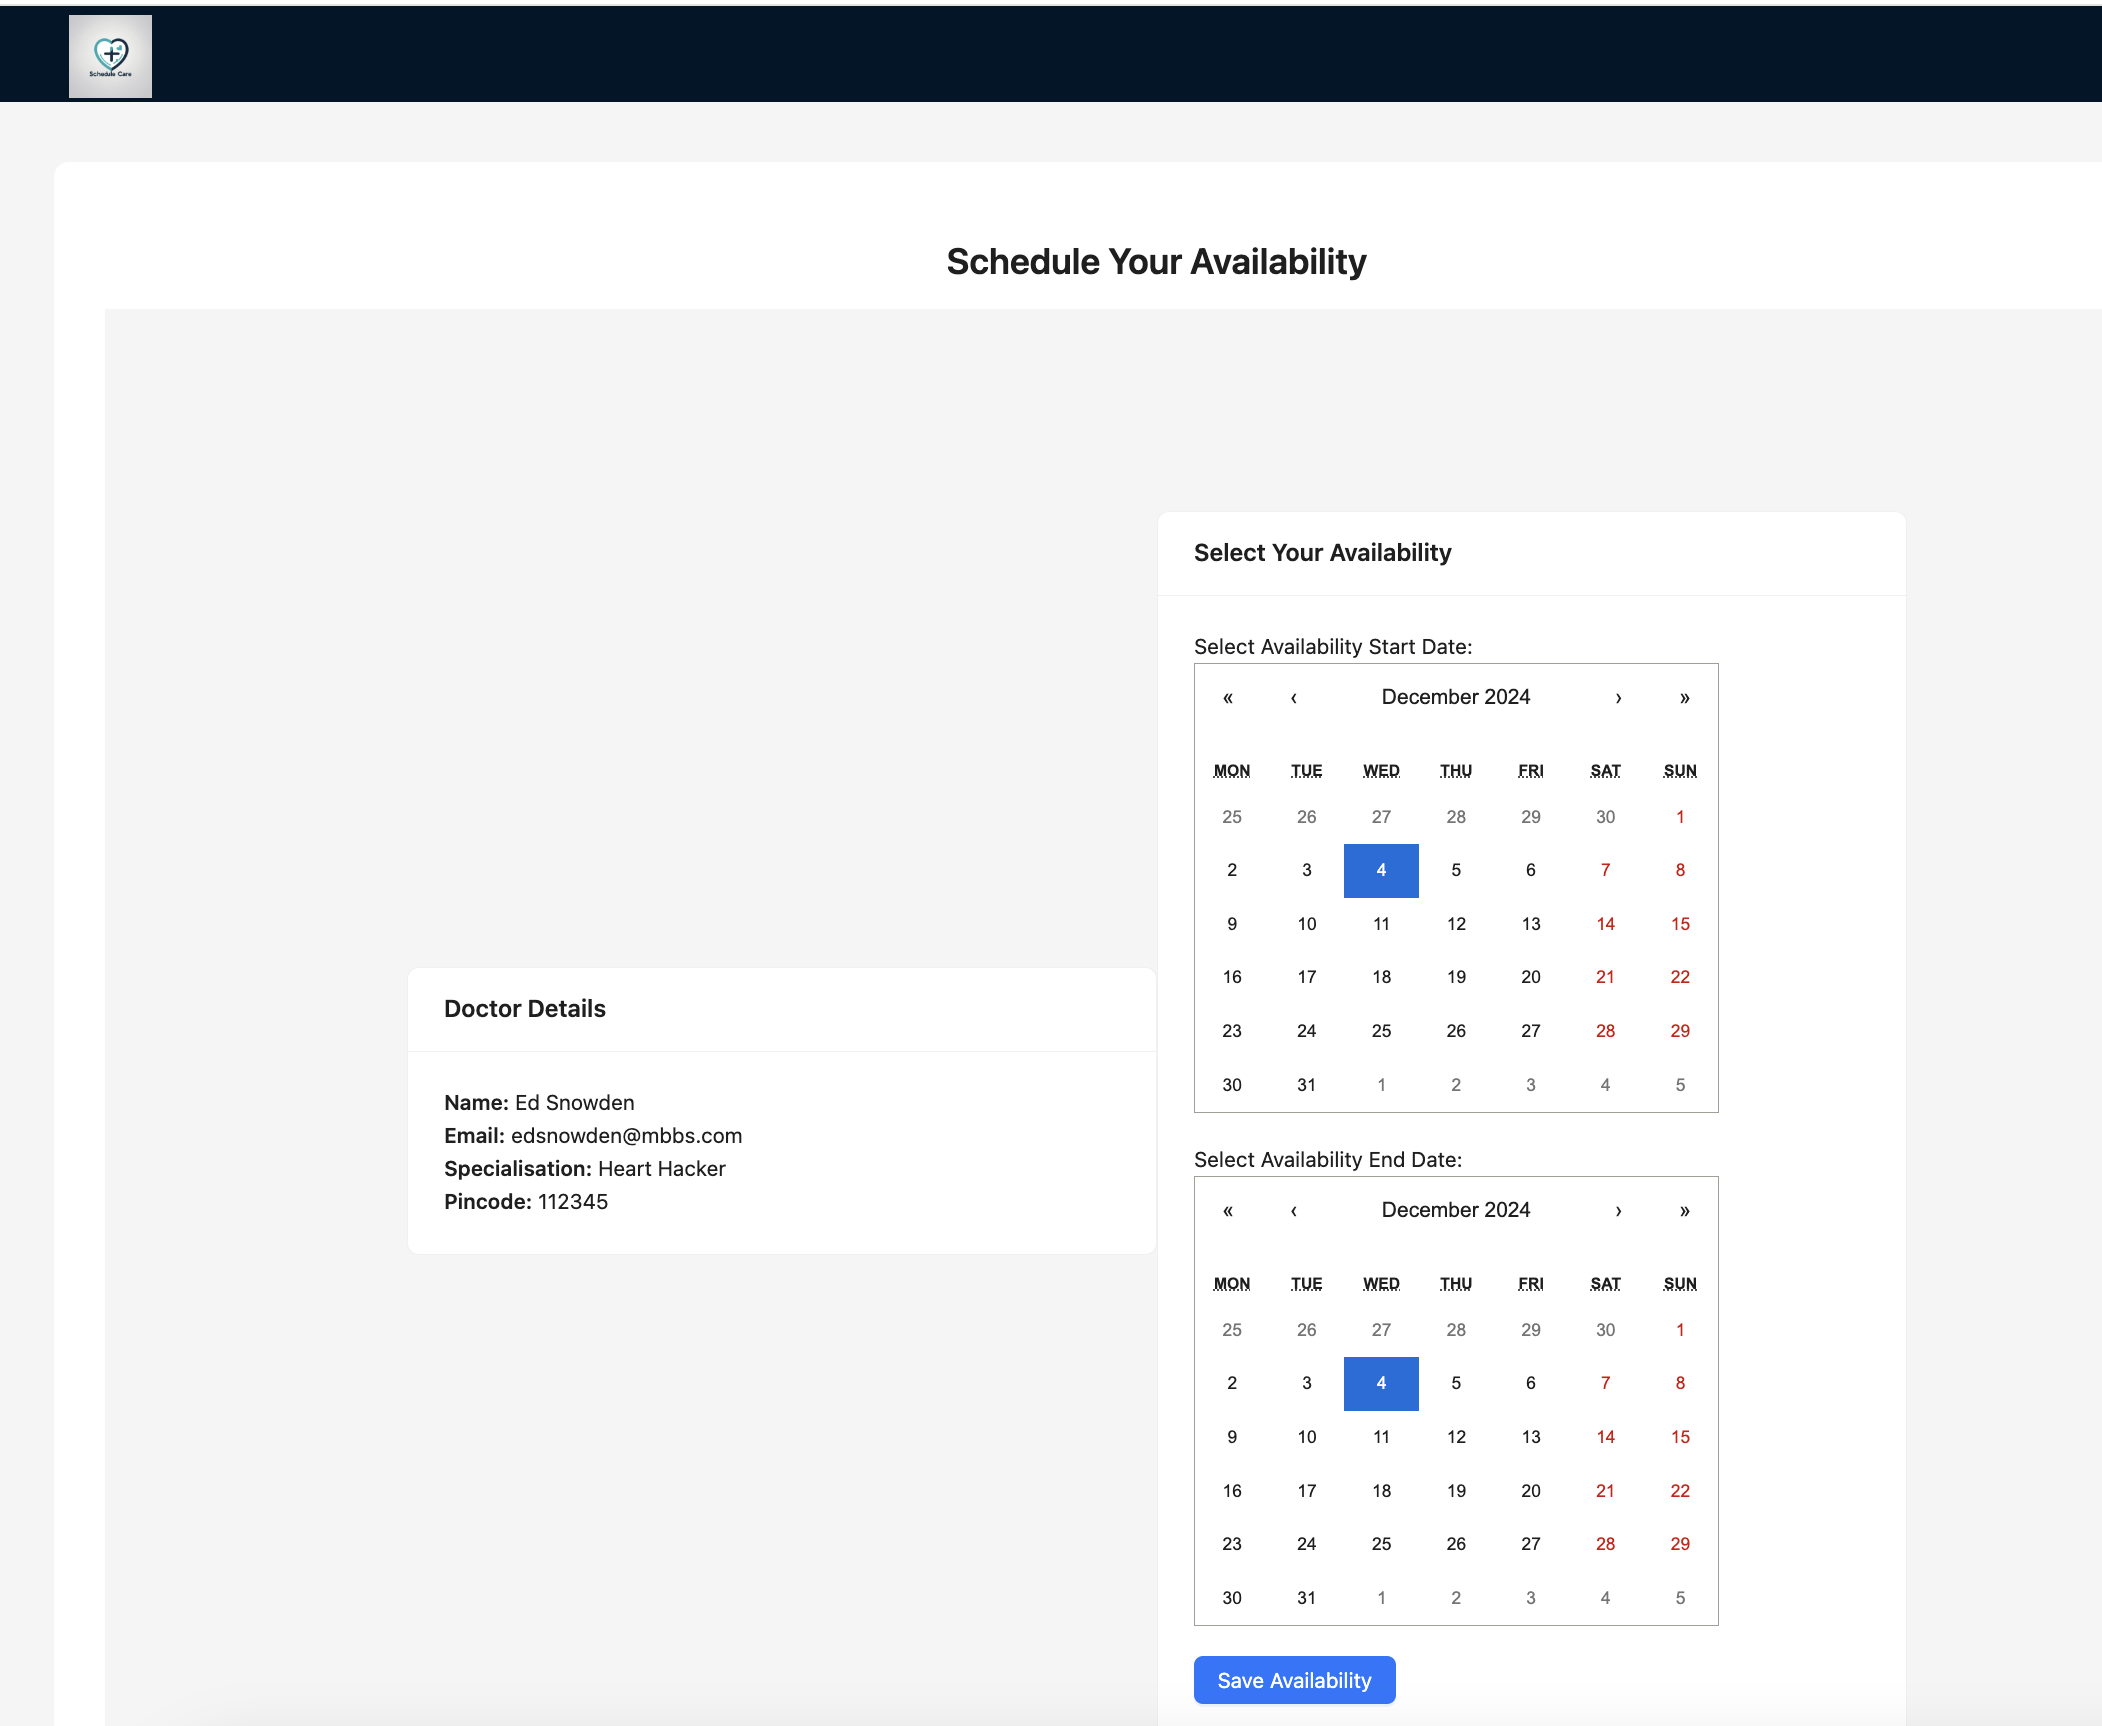 Schedule Care
Schedule Your Availability
Select Your Availability
Select Availability Start Date:
« ‹ December 2024 › »
MON TUE WED THU FRI SAT SUN
25 26 27 28 29 30 1
2 3 4 5 6 7 8
9 10 11 12 13 14 15
16 17 18 19 20 21 22
23 24 25 26 27 28 29
30 31 1 2 3 4 5
Doctor Details
Name: Ed Snowden
Email: edsnowden@mbbs.com
Specialisation: Heart Hacker
Pincode: 112345
Select Availability End Date:
« ‹ December 2024 › »
MON TUE WED THU FRI SAT SUN
25 26 27 28 29 30 1
2 3 4 5 6 7 8
9 10 11 12 13 14 15
16 17 18 19 20 21 22
23 24 25 26 27 28 29
30 31 1 2 3 4 5
Save Availability